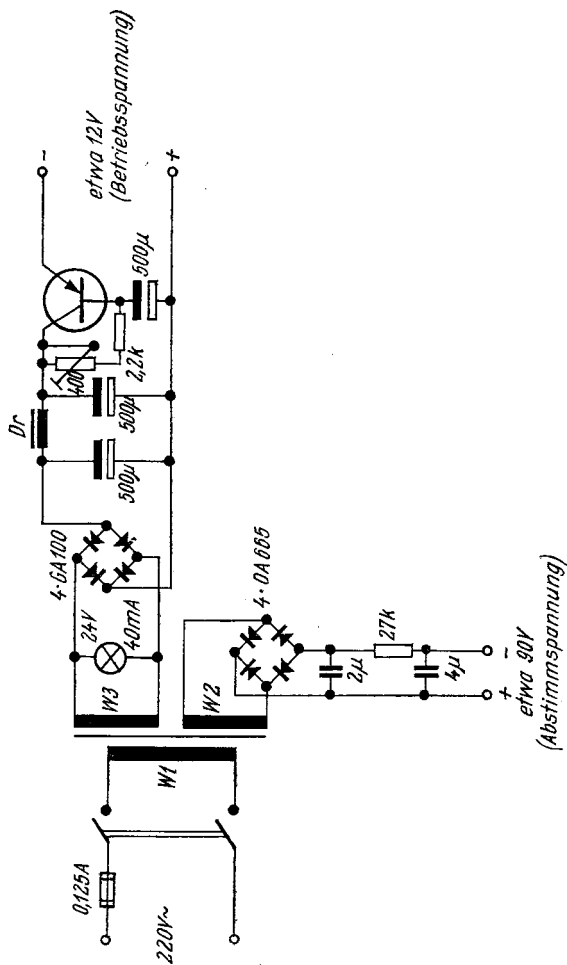 220V~
0,125A
W1
W3
W2
24V
40mA
4·GA100
4·OA665
Dr
500µ
500µ
400
2,2k
500µ
-
etwa 12V
(Betriebsspannung)
+
2µ
27k
4µ
+ -
etwa 90V
(Abstimmspannung)